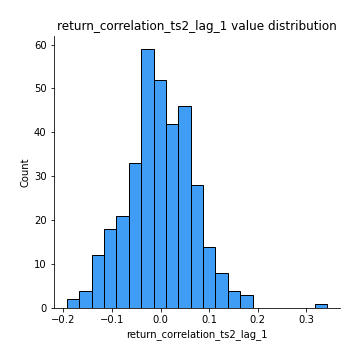 return_correlation_ts2_lag_1 value distribution
60
50
40
30
20
10
0
Count
−0.2 −0.1 0.0 0.1 0.2 0.3
return_correlation_ts2_lag_1